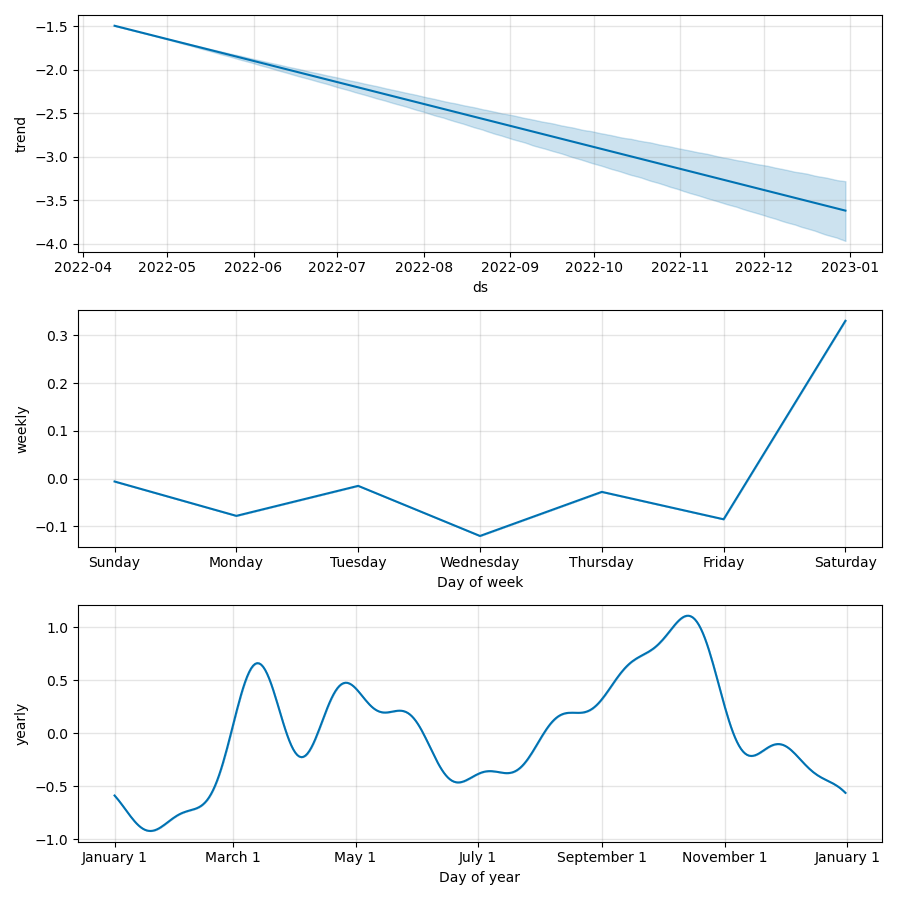 trend
−1.5
−2.0
−2.5
−3.0
−3.5
−4.0
2022-04 2022-05 2022-06 2022-07 2022-08 2022-09 2022-10 2022-11 2022-12 2023-01
ds
weekly
0.3
0.2
0.1
0.0
−0.1
Sunday Monday Tuesday Wednesday Thursday Friday Saturday
Day of week
yearly
1.0
0.5
0.0
−0.5
−1.0
January 1 March 1 May 1 July 1 September 1 November 1 January 1
Day of year